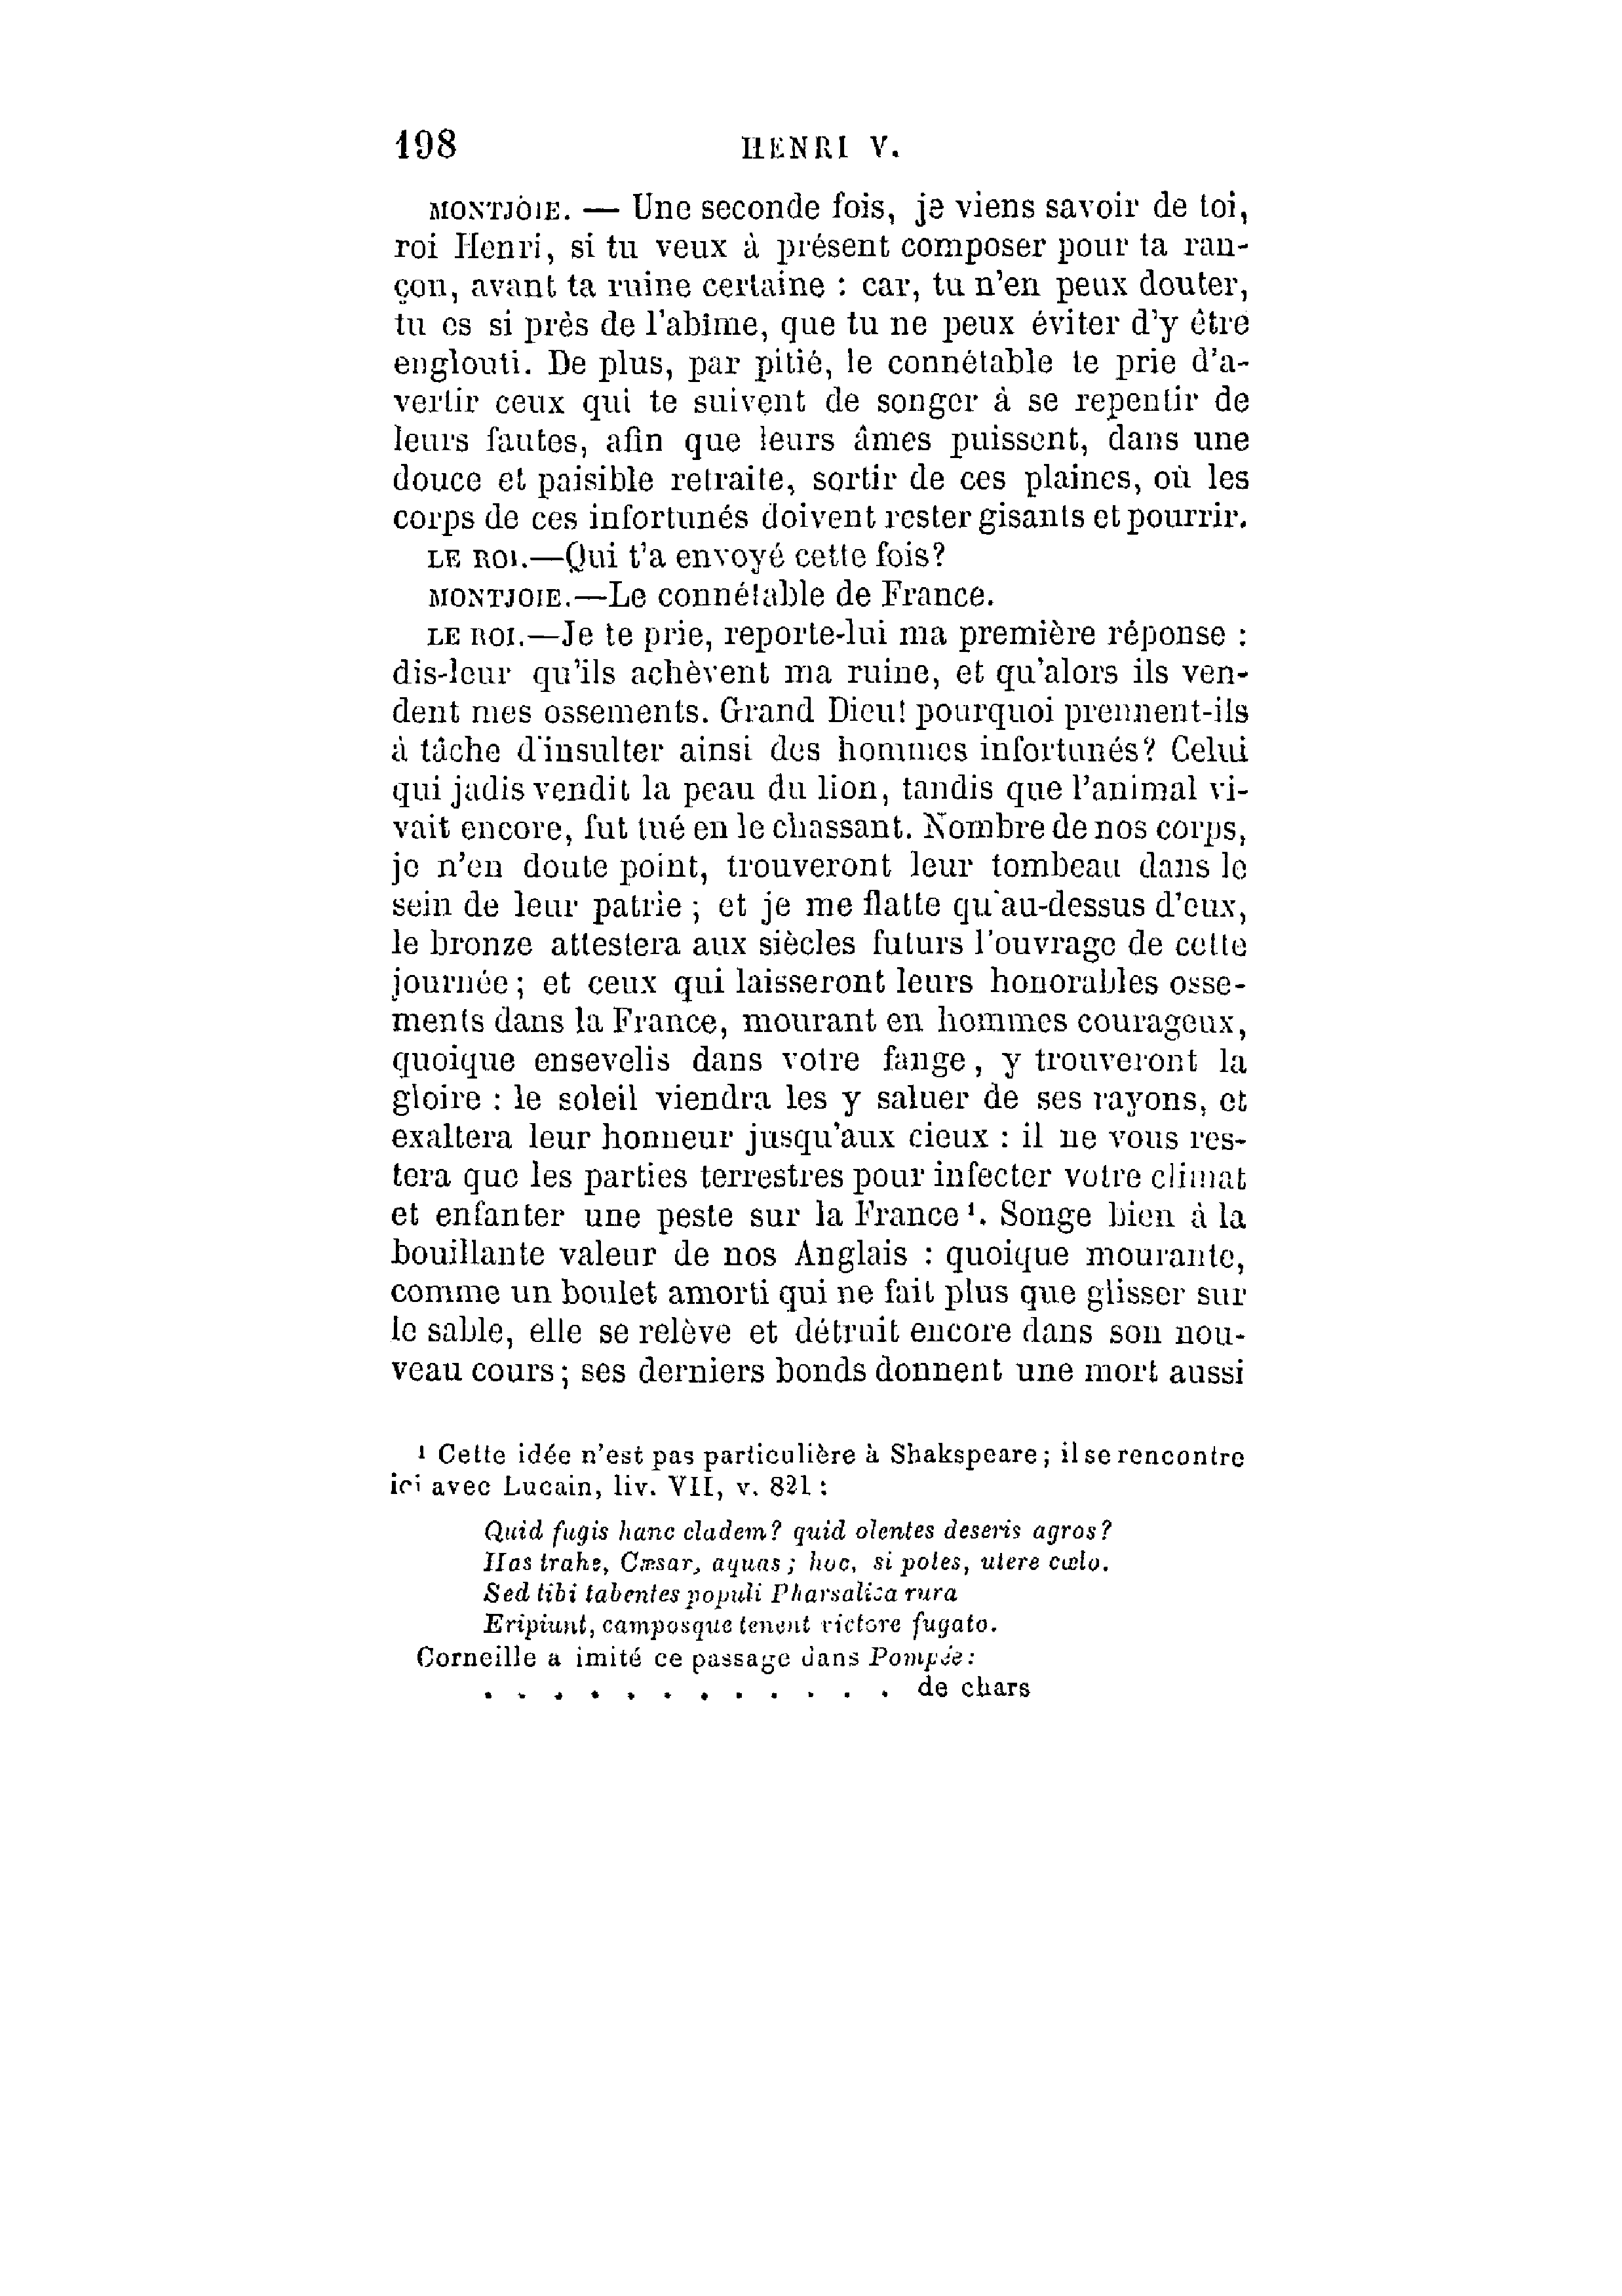 198 HENRI V.
MONTJOIE. — Une seconde fois, je viens savoir de toi,
roi Henri, si tu veux à présent composer pour ta ran-
çon, avant ta ruine certaine : car, tu n'en peux douter,
tu es si près de l'abîme, que tu ne peux éviter d'y être
englouti. De plus, par pitié, le connétable te prie d'a-
vertir ceux qui te suivent de songer à se repentir de
leurs fautes, afin que leurs âmes puissent, dans une
douce et paisible retraite, sortir de ces plaines, où les
corps de ces infortunés doivent rester gisants et pourrir.
LE ROI.—Qui t'a envoyé cette fois?
MONTJOIE.—Le connétable de France.
LE ROI.—Je te prie, reporte-lui ma première réponse :
dis-leur qu'ils achèvent ma ruine, et qu'alors ils ven-
dent mes ossements. Grand Dieu! pourquoi prennent-ils
à tâche d'insulter ainsi des hommes infortunés? Celui
qui jadis vendit la peau du lion, tandis que l'animal vi-
vait encore, fut tué en le chassant. Nombre de nos corps,
je n'en doute point, trouveront leur tombeau dans le
sein de leur patrie ; et je me flatte qu'au-dessus d'eux,
le bronze attestera aux siècles futurs l'ouvrage de cette
journée ; et ceux qui laisseront leurs honorables osse-
ments dans la France, mourant en hommes courageux,
quoique ensevelis dans votre fange, y trouveront la
gloire : le soleil viendra les y saluer de ses rayons, et
exaltera leur honneur jusqu'aux cieux : il ne vous res-
tera que les parties terrestres pour infecter votre climat
et enfanter une peste sur la France ¹. Songe bien à la
bouillante valeur de nos Anglais : quoique mourante,
comme un boulet amorti qui ne fait plus que glisser sur
le sable, elle se relève et détruit encore dans son nou-
veau cours ; ses derniers bonds donnent une mort aussi
¹ Cette idée n'est pas particulière à Shakspeare ; il se rencontre
ici avec Lucain, liv. VII, v. 821 :
Quid fugis hanc cladem? quid olentes deseris agros?
Has trahe, Cæsar, aquas ; hoc, si potes, utere cœlo.
Sed tibi tabentes populi Pharsalica rura
Eripiunt, camposque tenent victore fugato.
Corneille a imité ce passage dans Pompée :
. . . . . . . . . . . . de chars